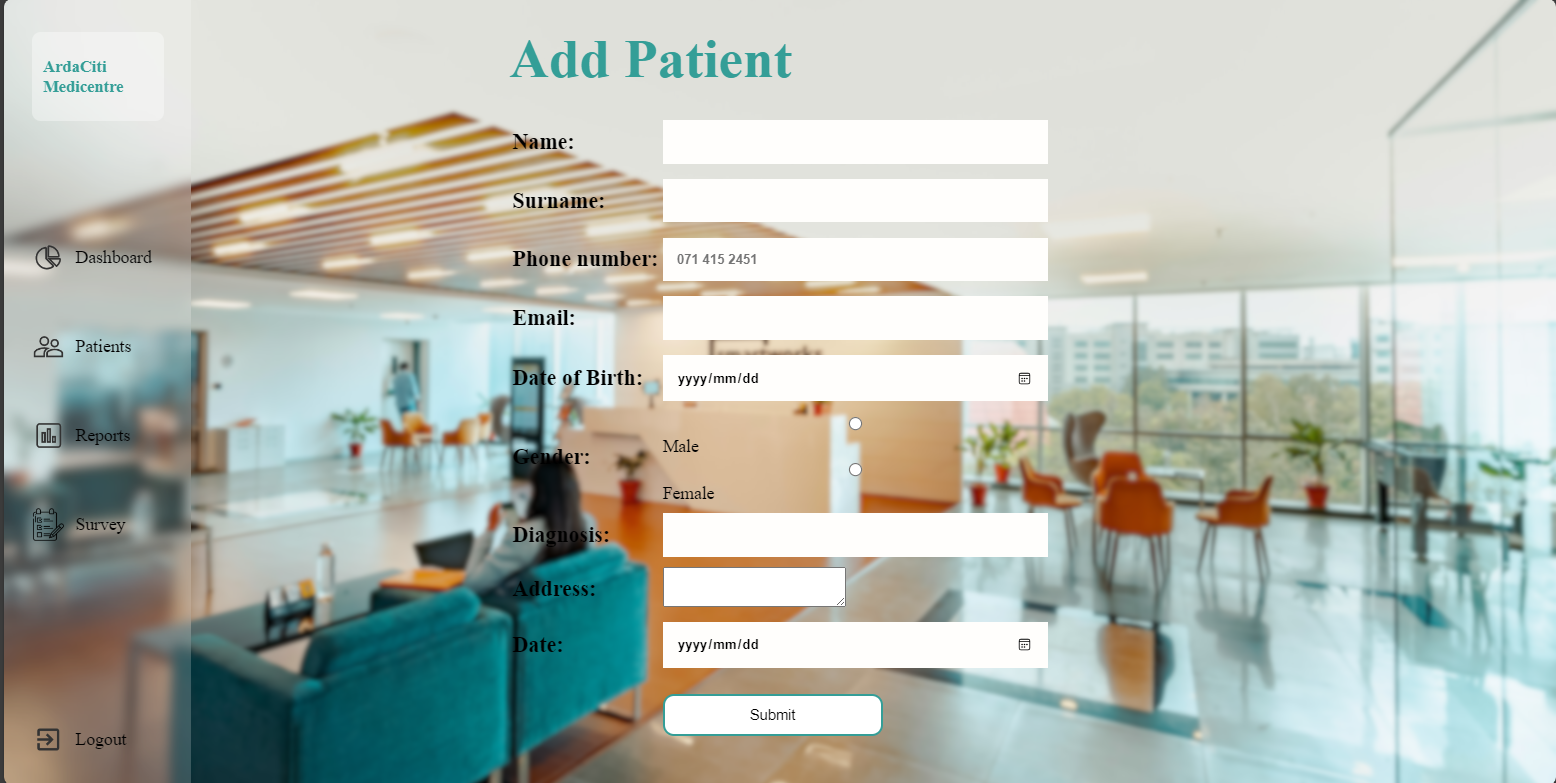 ArdaCiti
Medicentre
Dashboard
Patients
Reports
Survey
Logout
Add Patient
Name:
Surname:
Phone number: 071 415 2451
Email:
Date of Birth: yyyy/mm/dd
Gender:
Male
Female
Diagnosis:
Address:
Date: yyyy/mm/dd
Submit